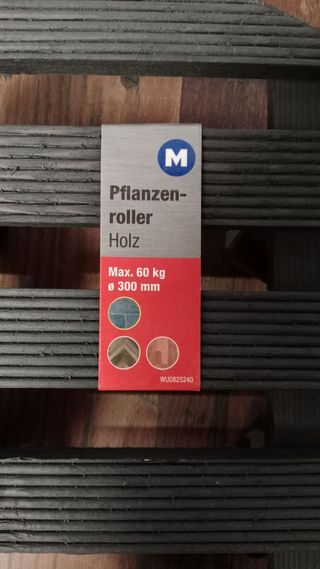 M
Pflanzen-
roller
Holz
Max. 60 kg
ø 300 mm
WU0825240